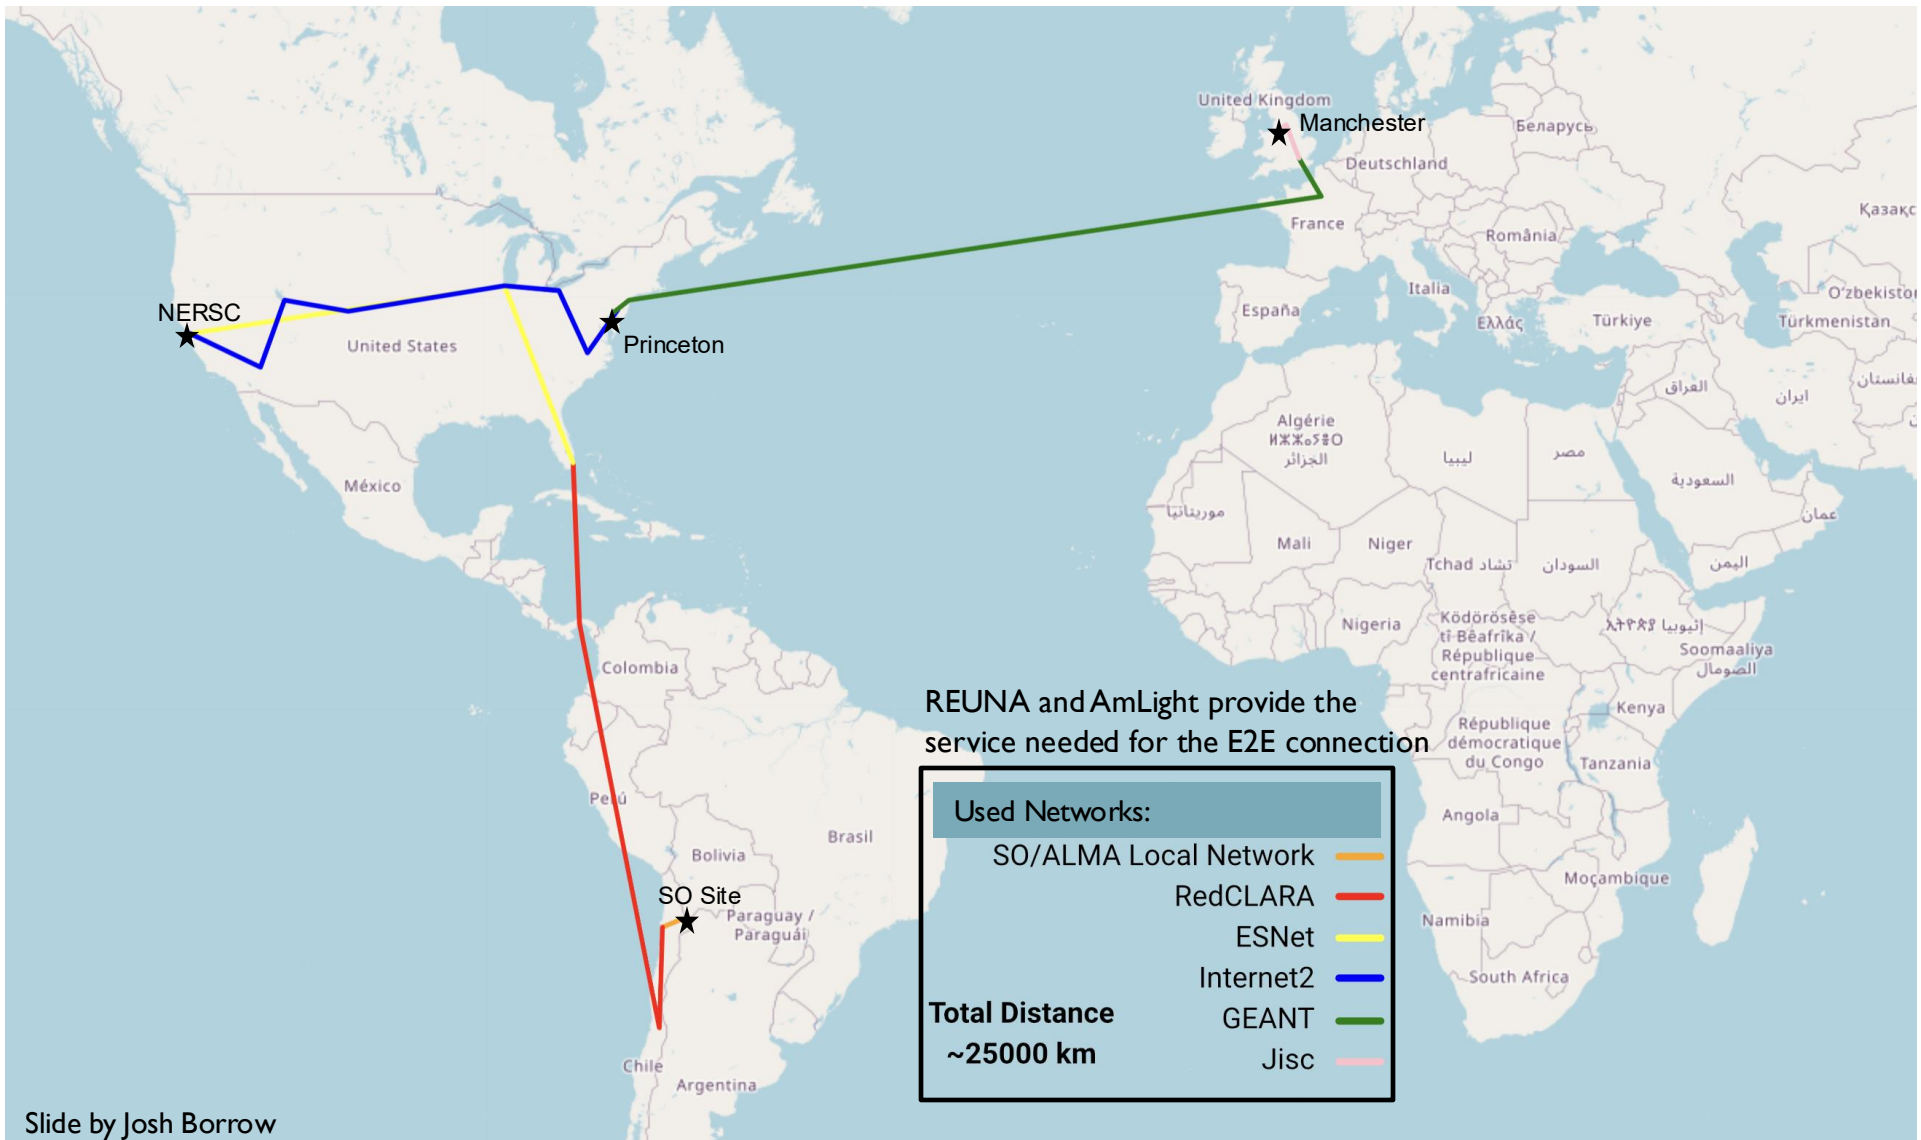 United Kingdom
Manchester
Беларусь
Deutschland
France
România
Қазақс
Italia
España
Ελλάς
Türkiye
O'zbekiston
Türkmenistan
NERSC
United States
Princeton
México
Algérie
ⵍⵣⵣⴰⵢⴻⵔ
الجزائر
ليبيا
مصر
العراق
ایران
السعودية
عمان
اليمن
موريتانيا
Mali
Niger
Tchad تشاد
السودان
Nigeria
Ködörösêse
tî Bêafrîka /
République
centrafricaine
ኢትዮጵያ إثيوبيا
Soomaaliya
الصومال
Colombia
Kenya
République
démocratique
du Congo
Tanzania
Perú
Brasil
Bolivia
Angola
SO Site
Paraguay /
Paraguái
Moçambique
Namibia
South Africa
Chile
Argentina
REUNA and AmLight provide the
service needed for the E2E connection
Used Networks:
SO/ALMA Local Network
RedCLARA
ESNet
Internet2
GEANT
Jisc
Total Distance
~25000 km
Slide by Josh Borrow